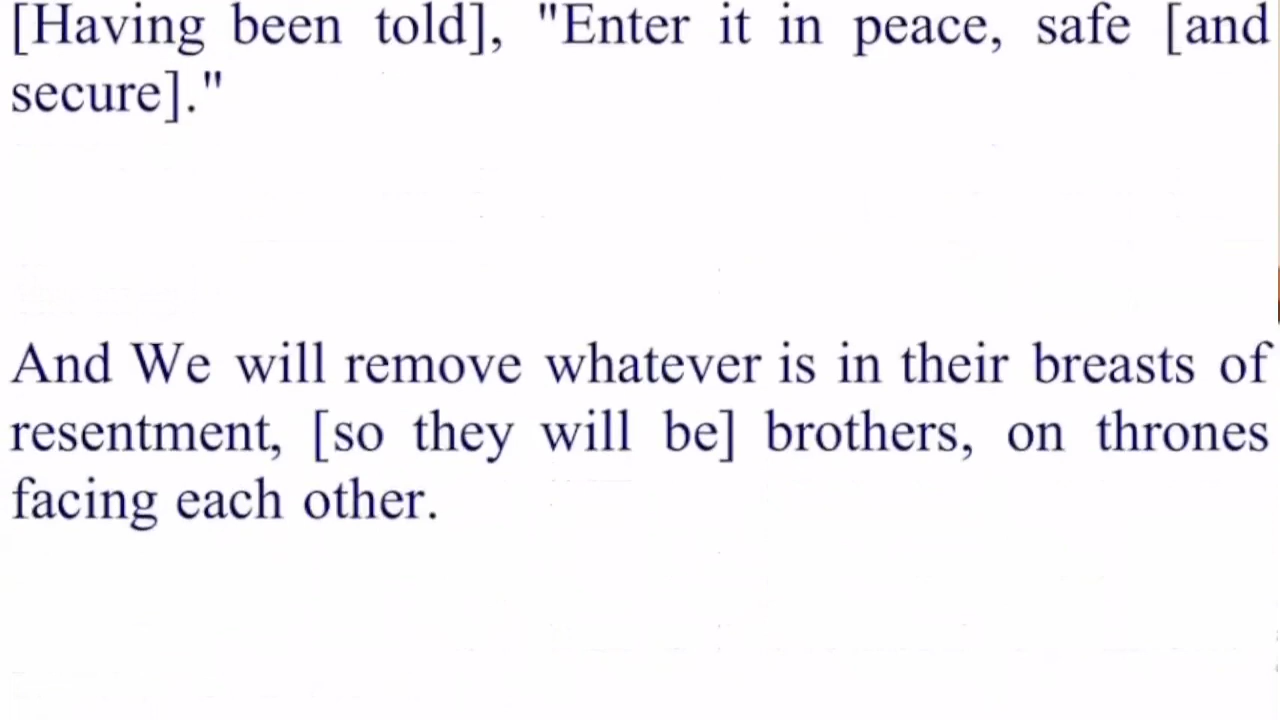 [Having been told], "Enter it in peace, safe [and
secure]."
And We will remove whatever is in their breasts of
resentment, [so they will be] brothers, on thrones
facing each other.